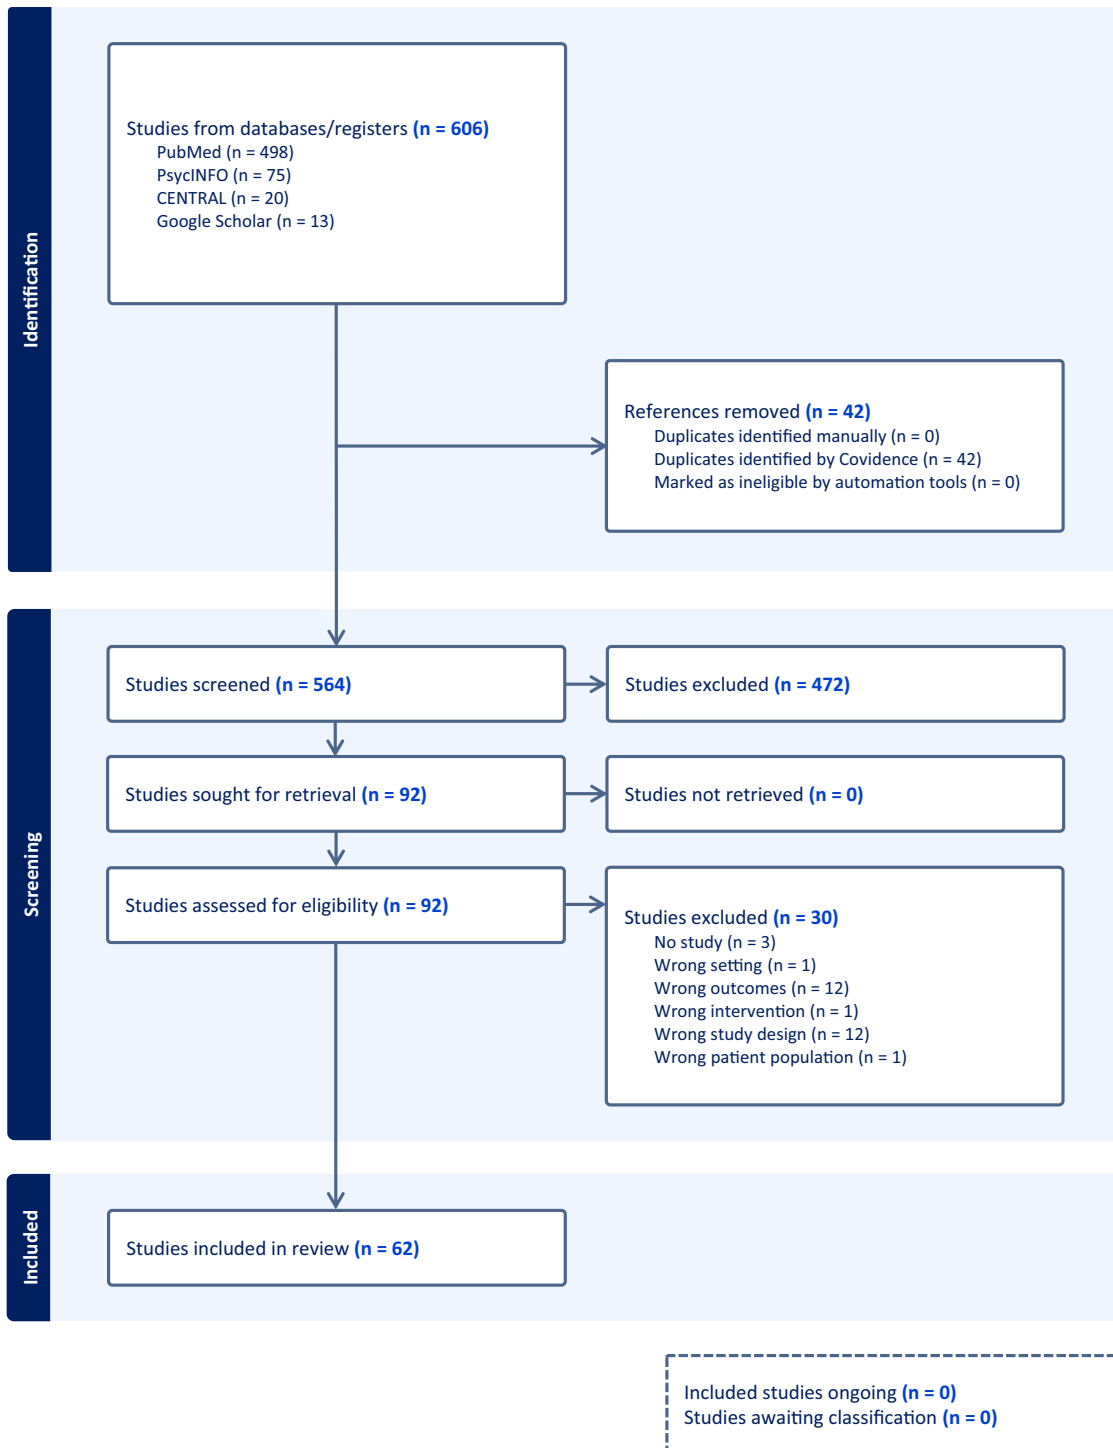 Identification
Studies from databases/registers (n = 606)
PubMed (n = 498)
PsycINFO (n = 75)
CENTRAL (n = 20)
Google Scholar (n = 13)
References removed (n = 42)
Duplicates identified manually (n = 0)
Duplicates identified by Covidence (n = 42)
Marked as ineligible by automation tools (n = 0)
Screening
Studies screened (n = 564)
Studies excluded (n = 472)
Studies sought for retrieval (n = 92)
Studies not retrieved (n = 0)
Studies assessed for eligibility (n = 92)
Studies excluded (n = 30)
No study (n = 3)
Wrong setting (n = 1)
Wrong outcomes (n = 12)
Wrong intervention (n = 1)
Wrong study design (n = 12)
Wrong patient population (n = 1)
Included
Studies included in review (n = 62)
Included studies ongoing (n = 0)
Studies awaiting classification (n = 0)